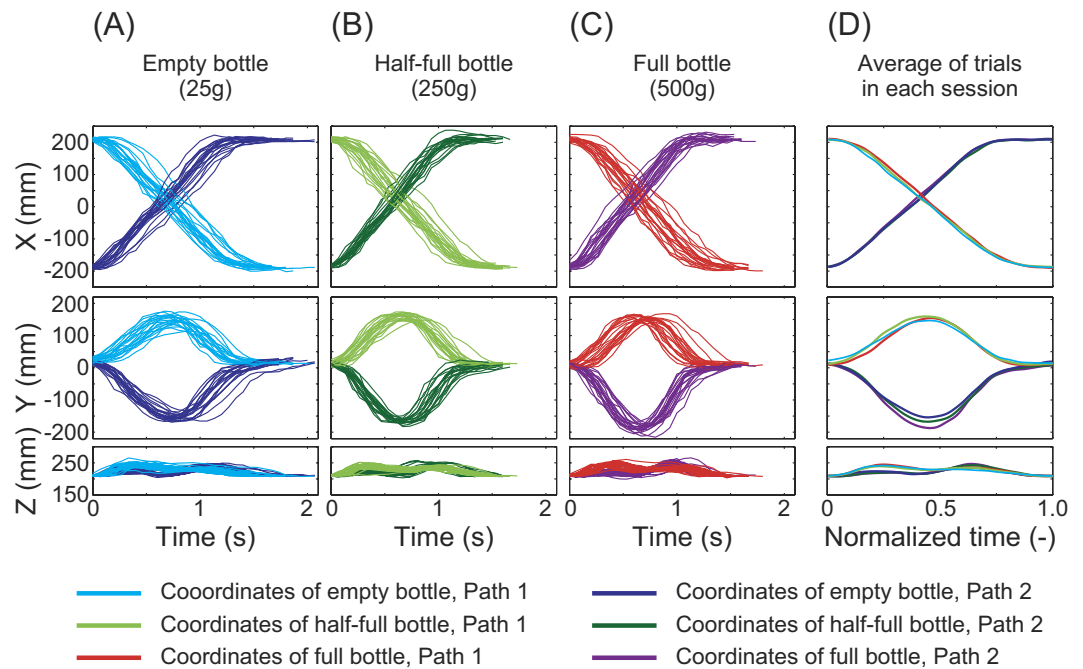 (A)
(B)
(C)
(D)
Empty bottle
(25g)
Half-full bottle
(250g)
Full bottle
(500g)
Average of trials
in each session
X (mm)
200
100
0
-100
-200
Y (mm)
200
100
0
-100
-200
Z (mm)
250
150
0 1 2
0 1 2
0 1 2
0 0.5 1.0
Time (s)
Time (s)
Time (s)
Normalized time (-)
Cooordinates of empty bottle, Path 1
Coordinates of half-full bottle, Path 1
Coordinates of full bottle, Path 1
Coordinates of empty bottle, Path 2
Coordinates of half-full bottle, Path 2
Coordinates of full bottle, Path 2